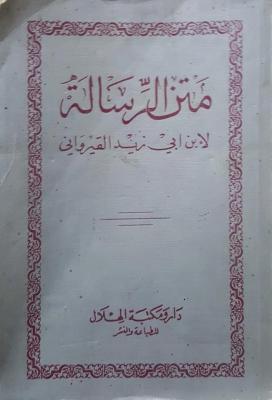 متن الرسالة
لابن ابي زيد القيرواني
دار ومكتبة الهلال
للطباعة والنشر